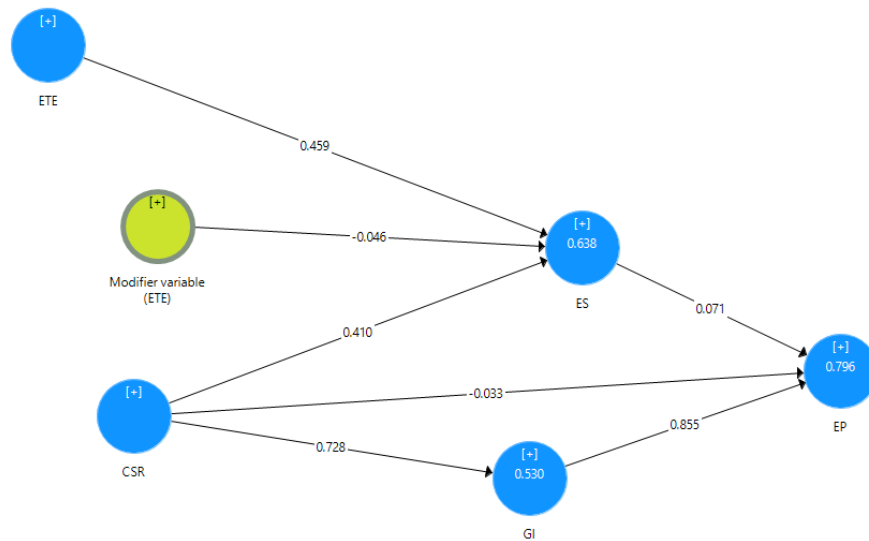 [+]
ETE
0.459
[+]
Modifier variable
(ETE)
-0.046
[+]
0.638
ES
0.410
0.071
[+]
0.796
EP
[+]
CSR
-0.033
0.728
0.855
[+]
0.530
GI